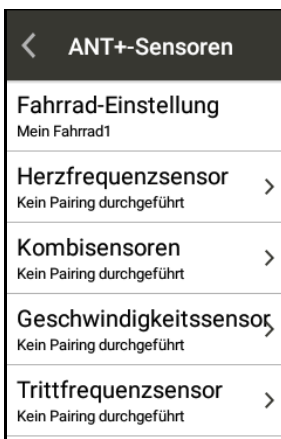 ANT+-Sensoren
Fahrrad-Einstellung
Mein Fahrrad1
Herzfrequenzsensor
Kein Pairing durchgeführt
Kombisensoren
Kein Pairing durchgeführt
Geschwindigkeitssensor
Kein Pairing durchgeführt
Trittfrequenzsensor
Kein Pairing durchgeführt